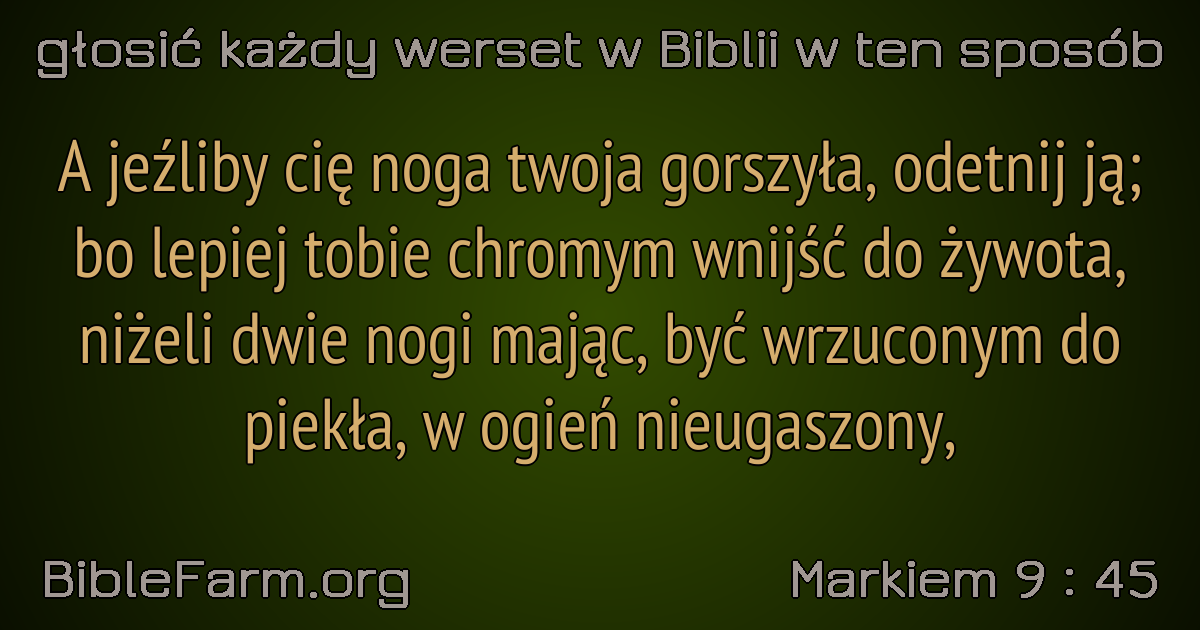 głosić każdy werset w Biblii w ten sposób
A jeźliby cię noga twoja gorszyła, odetnij ją;
bo lepiej tobie chromym wnijść do żywota,
niżeli dwie nogi mając, być wrzuconym do
piekła, w ogień nieugaszony,
BibleFarm.org
Markiem 9 : 45